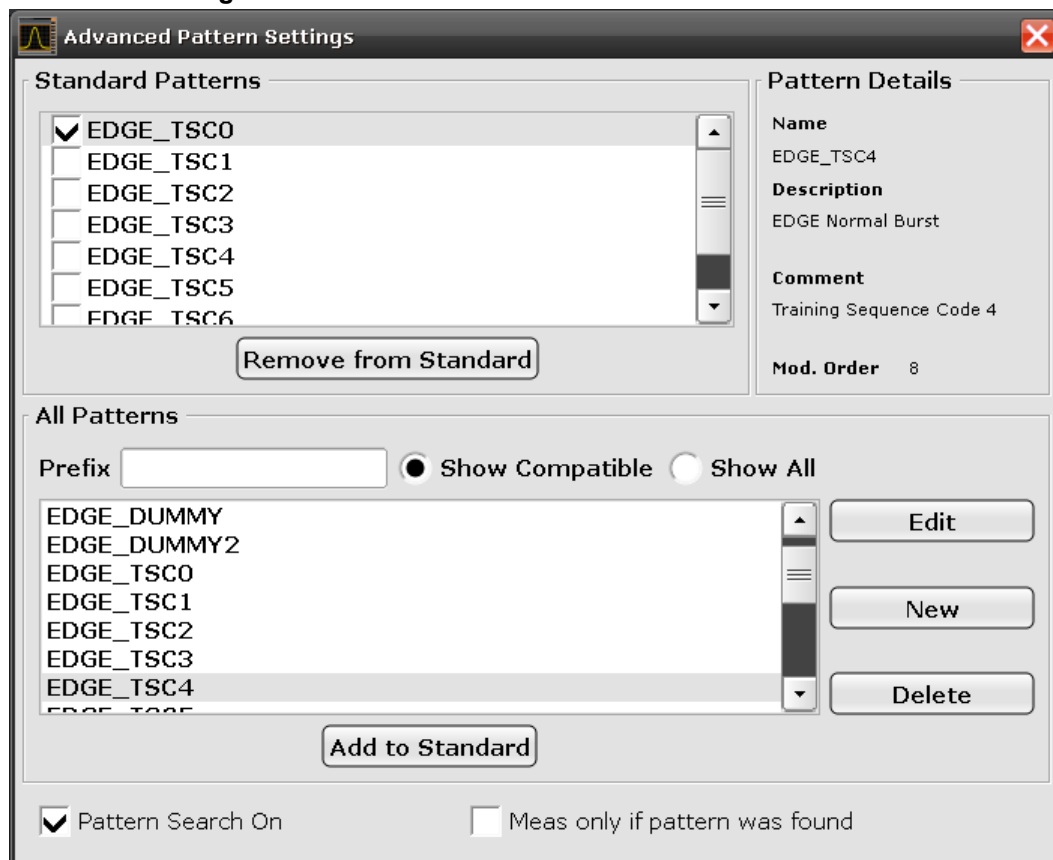 Advanced Pattern Settings
Standard Patterns
EDGE_TSC0
EDGE_TSC1
EDGE_TSC2
EDGE_TSC3
EDGE_TSC4
EDGE_TSC5
EDGE_TSC6
Remove from Standard
Pattern Details
Name
EDGE_TSC4
Description
EDGE Normal Burst
Comment
Training Sequence Code 4
Mod. Order 8
All Patterns
Prefix Show Compatible Show All
EDGE_DUMMY
EDGE_DUMMY2
EDGE_TSC0
EDGE_TSC1
EDGE_TSC2
EDGE_TSC3
EDGE_TSC4
Edit
New
Delete
Add to Standard
Pattern Search On
Meas only if pattern was found